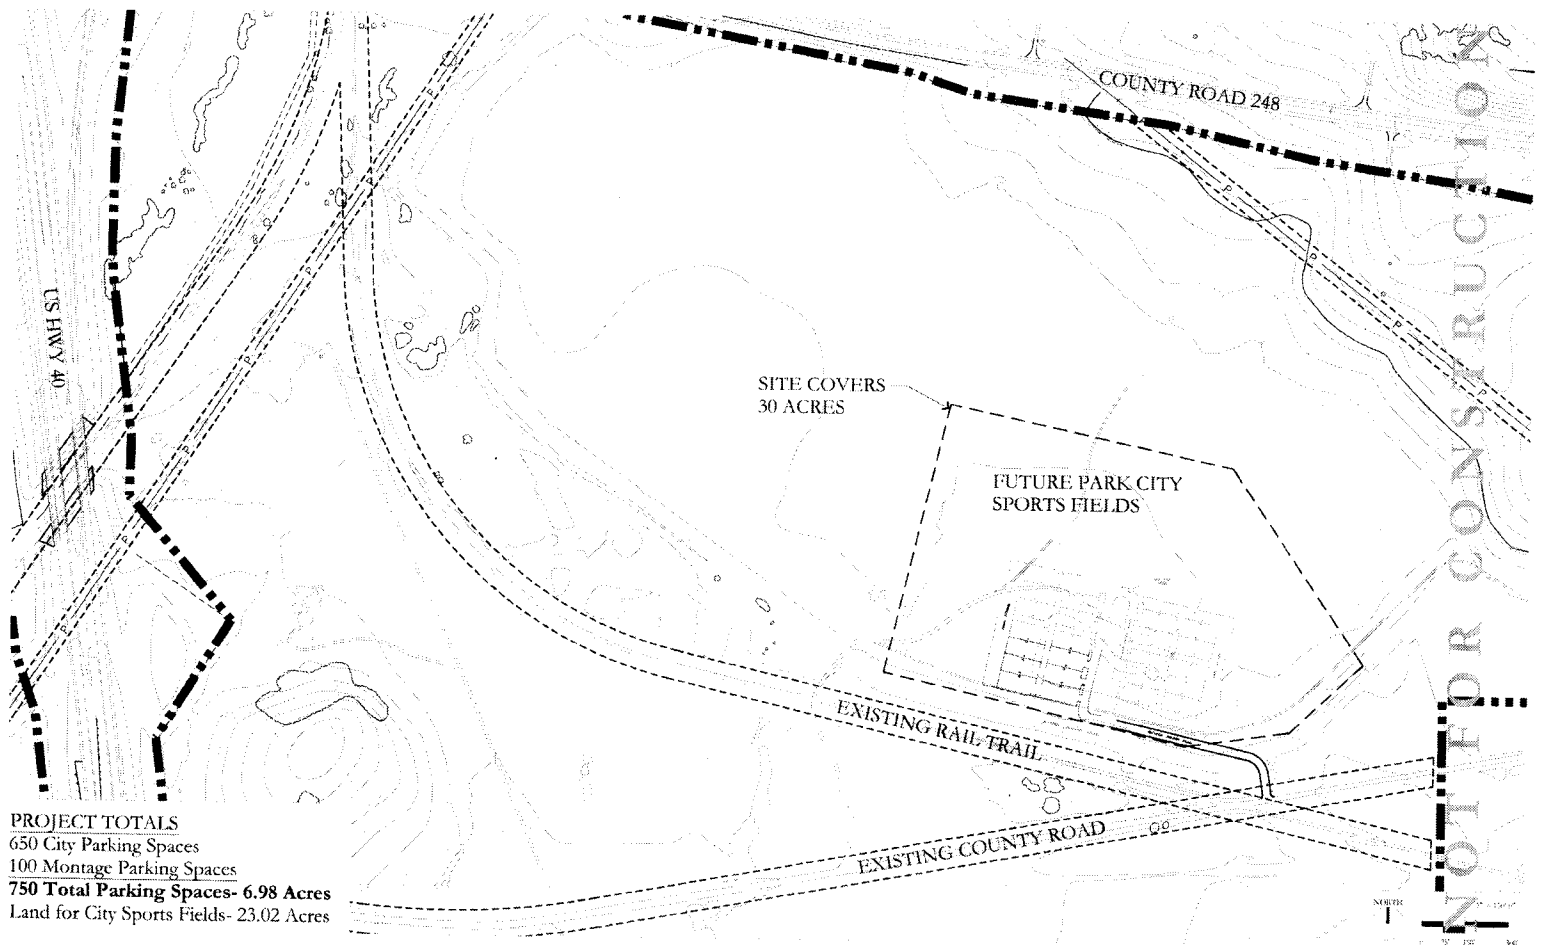 COUNTY ROAD 248
US HWY 40
SITE COVERS
30 ACRES
FUTURE PARK CITY
SPORTS FIELDS
EXISTING RAIL TRAIL
EXISTING COUNTY ROAD
PROJECT TOTALS
650 City Parking Spaces
100 Montage Parking Spaces
750 Total Parking Spaces- 6.98 Acres
Land for City Sports Fields- 23.02 Acres
NOT FOR CONSTRUCTION
NORTH
P
P
P
P
P
P
P
P
P
P